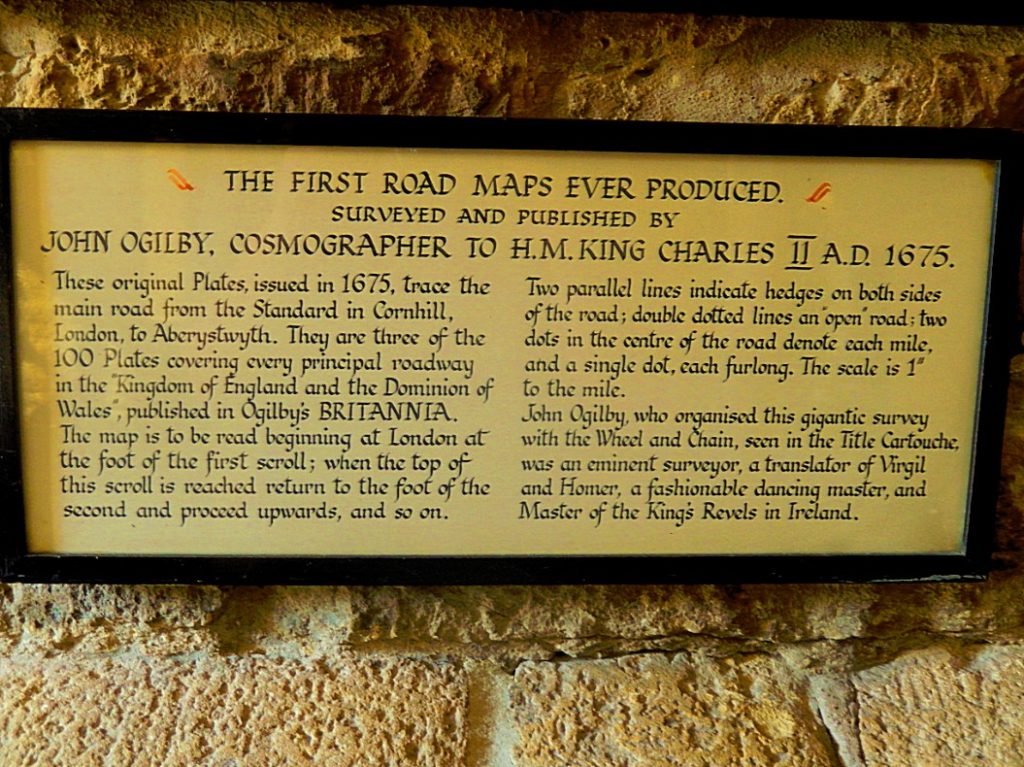 THE FIRST ROAD MAPS EVER PRODUCED.
SURVEYED AND PUBLISHED BY
JOHN OGILBY, COSMOGRAPHER TO H.M. KING CHARLES II A.D. 1675.
These original Plates, issued in 1675, trace the
main road from the Standard in Cornhill,
London, to Aberystwyth. They are three of the
100 Plates covering every principal roadway
in the "Kingdom of England and the Dominion of
Wales", published in Ogilby's BRITANNIA.
The map is to be read beginning at London at
the foot of the first scroll; when the top of
this scroll is reached return to the foot of the
second and proceed upwards, and so on.
Two parallel lines indicate hedges on both sides
of the road; double dotted lines an "open" road; two
dots in the centre of the road denote each mile,
and a single dot, each furlong. The scale is 1"
to the mile.
John Ogilby, who organised this gigantic survey
with the Wheel and Chain, seen in the Title Cartouche,
was an eminent surveyor, a translator of Virgil
and Homer, a fashionable dancing master, and
Master of the King's Revels in Ireland.